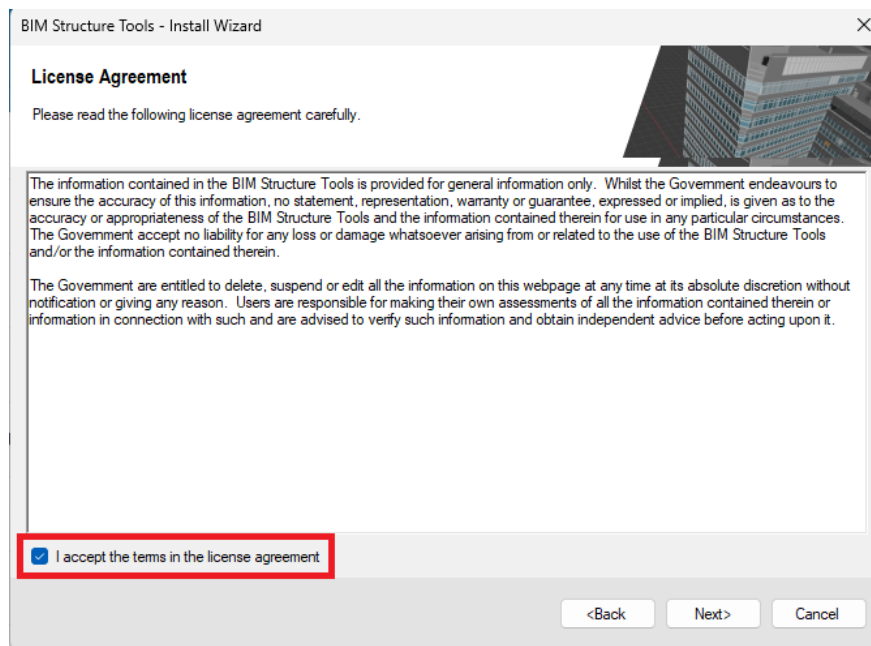 BIM Structure Tools - Install Wizard
License Agreement
Please read the following license agreement carefully.
The information contained in the BIM Structure Tools is provided for general information only.  Whilst the Government endeavours to
ensure the accuracy of this information, no statement, representation, warranty or guarantee, expressed or implied, is given as to the
accuracy or appropriateness of the BIM Structure Tools and the information contained therein for use in any particular circumstances.
The Government accept no liability for any loss or damage whatsoever arising from or related to the use of the BIM Structure Tools
and/or the information contained therein.
The Government are entitled to delete, suspend or edit all the information on this webpage at any time at its absolute discretion without
notification or giving any reason.  Users are responsible for making their own assessments of all the information contained therein or
information in connection with such and are advised to verify such information and obtain independent advice before acting upon it.
I accept the terms in the license agreement
<Back Next> Cancel